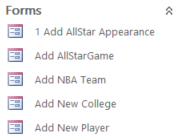 Forms
1 Add AllStar Appearance
Add AllStarGame
Add NBA Team
Add New College
Add New Player